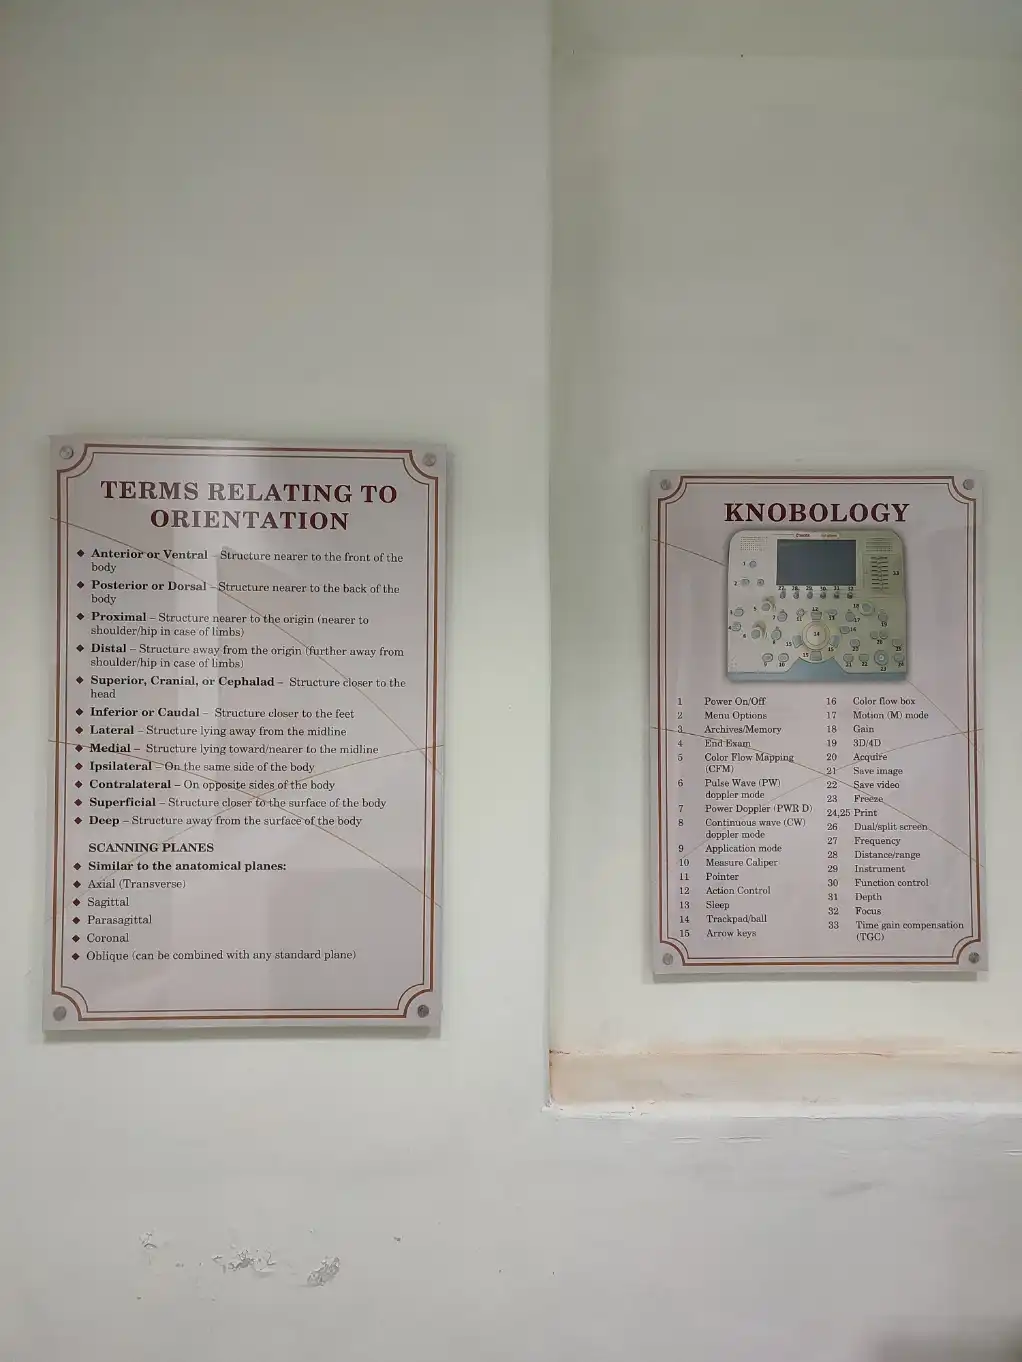 TERMS RELATING TO
ORIENTATION
◆ Anterior or Ventral – Structure nearer to the front of the
body
◆ Posterior or Dorsal – Structure nearer to the back of the
body
◆ Proximal – Structure nearer to the origin (nearer to
shoulder/hip in case of limbs)
◆ Distal – Structure away from the origin (further away from
shoulder/hip in case of limbs)
◆ Superior, Cranial, or Cephalad – Structure closer to the
head
◆ Inferior or Caudal – Structure closer to the feet
◆ Lateral – Structure lying away from the midline
◆ Medial – Structure lying toward/nearer to the midline
◆ Ipsilateral – On the same side of the body
◆ Contralateral – On opposite sides of the body
◆ Superficial – Structure closer to the surface of the body
◆ Deep – Structure away from the surface of the body
SCANNING PLANES
◆ Similar to the anatomical planes:
◆ Axial (Transverse)
◆ Sagittal
◆ Parasagittal
◆ Coronal
◆ Oblique (can be combined with any standard plane)
KNOBOLOGY
1 Power On/Off
2 Menu Options
3 Archives/Memory
4 End Exam
5 Color Flow Mapping
(CFM)
6 Pulse Wave (PW)
doppler mode
7 Power Doppler (PWR D)
8 Continuous wave (CW)
doppler mode
9 Application mode
10 Measure Caliper
11 Pointer
12 Action Control
13 Sleep
14 Trackpad/ball
15 Arrow keys
16 Color flow box
17 Motion (M) mode
18 Gain
19 3D/4D
20 Acquire
21 Save image
22 Save video
23 Freeze
24,25 Print
26 Dual/split screen
27 Frequency
28 Distance/range
29 Instrument
30 Function control
31 Depth
32 Focus
33 Time gain compensation
(TGC)